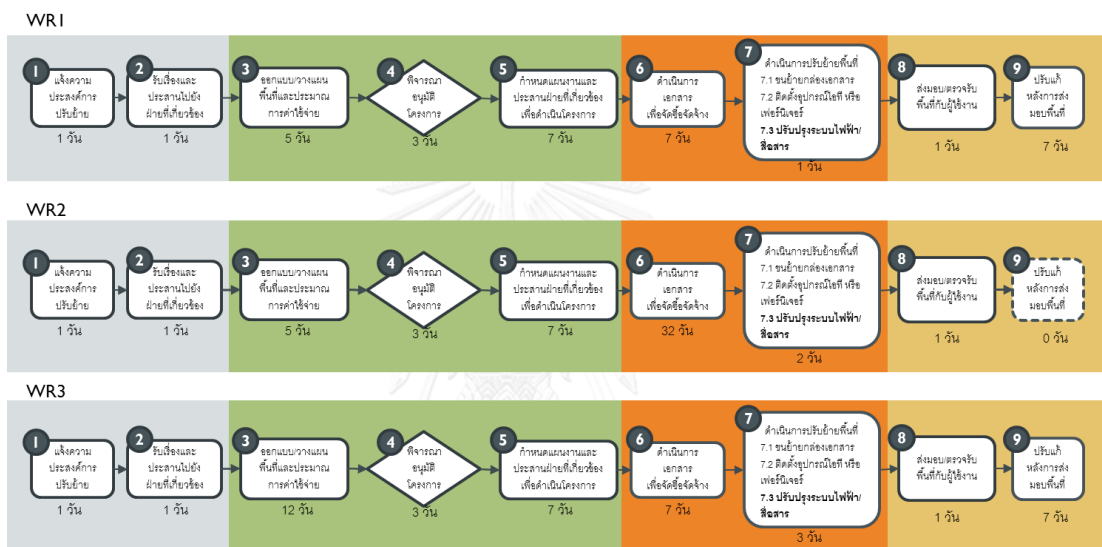 WR1
1
แจ้งความ
ประสงค์การ
ปรับย้าย
1 วัน
2
รับเรื่องและ
ประสานไปยัง
ฝ่ายที่เกี่ยวข้อง
1 วัน
3
ออกแบบ/วางแผน
พื้นที่และประมาณ
การค่าใช้จ่าย
5 วัน
4
พิจารณา
อนุมัติ
โครงการ
3 วัน
5
กำหนดแผนงานและ
ประสานฝ่ายที่เกี่ยวข้อง
เพื่อดำเนินโครงการ
7 วัน
6
ดำเนินการ
เอกสาร
เพื่อจัดซื้อจัดจ้าง
7 วัน
7
ดำเนินการปรับย้ายพื้นที่
7.1 ขนย้ายกล่องเอกสาร
7.2 ติดตั้งอุปกรณ์ไอที หรือ
เฟอร์นิเจอร์
7.3 ปรับปรุงระบบไฟฟ้า/
สื่อสาร
1 วัน
8
ส่งมอบ/ตรวจรับ
พื้นที่กับผู้ใช้งาน
1 วัน
9
ปรับแก้
หลังการส่ง
มอบพื้นที่
7 วัน
WR2
1
แจ้งความ
ประสงค์การ
ปรับย้าย
1 วัน
2
รับเรื่องและ
ประสานไปยัง
ฝ่ายที่เกี่ยวข้อง
1 วัน
3
ออกแบบ/วางแผน
พื้นที่และประมาณ
การค่าใช้จ่าย
5 วัน
4
พิจารณา
อนุมัติ
โครงการ
3 วัน
5
กำหนดแผนงานและ
ประสานฝ่ายที่เกี่ยวข้อง
เพื่อดำเนินโครงการ
7 วัน
6
ดำเนินการ
เอกสาร
เพื่อจัดซื้อจัดจ้าง
32 วัน
7
ดำเนินการปรับย้ายพื้นที่
7.1 ขนย้ายกล่องเอกสาร
7.2 ติดตั้งอุปกรณ์ไอที หรือ
เฟอร์นิเจอร์
7.3 ปรับปรุงระบบไฟฟ้า/
สื่อสาร
2 วัน
8
ส่งมอบ/ตรวจรับ
พื้นที่กับผู้ใช้งาน
1 วัน
9
ปรับแก้
หลังการส่ง
มอบพื้นที่
0 วัน
WR3
1
แจ้งความ
ประสงค์การ
ปรับย้าย
1 วัน
2
รับเรื่องและ
ประสานไปยัง
ฝ่ายที่เกี่ยวข้อง
1 วัน
3
ออกแบบ/วางแผน
พื้นที่และประมาณ
การค่าใช้จ่าย
12 วัน
4
พิจารณา
อนุมัติ
โครงการ
3 วัน
5
กำหนดแผนงานและ
ประสานฝ่ายที่เกี่ยวข้อง
เพื่อดำเนินโครงการ
7 วัน
6
ดำเนินการ
เอกสาร
เพื่อจัดซื้อจัดจ้าง
7 วัน
7
ดำเนินการปรับย้ายพื้นที่
7.1 ขนย้ายกล่องเอกสาร
7.2 ติดตั้งอุปกรณ์ไอที หรือ
เฟอร์นิเจอร์
7.3 ปรับปรุงระบบไฟฟ้า/
สื่อสาร
3 วัน
8
ส่งมอบ/ตรวจรับ
พื้นที่กับผู้ใช้งาน
1 วัน
9
ปรับแก้
หลังการส่ง
มอบพื้นที่
7 วัน